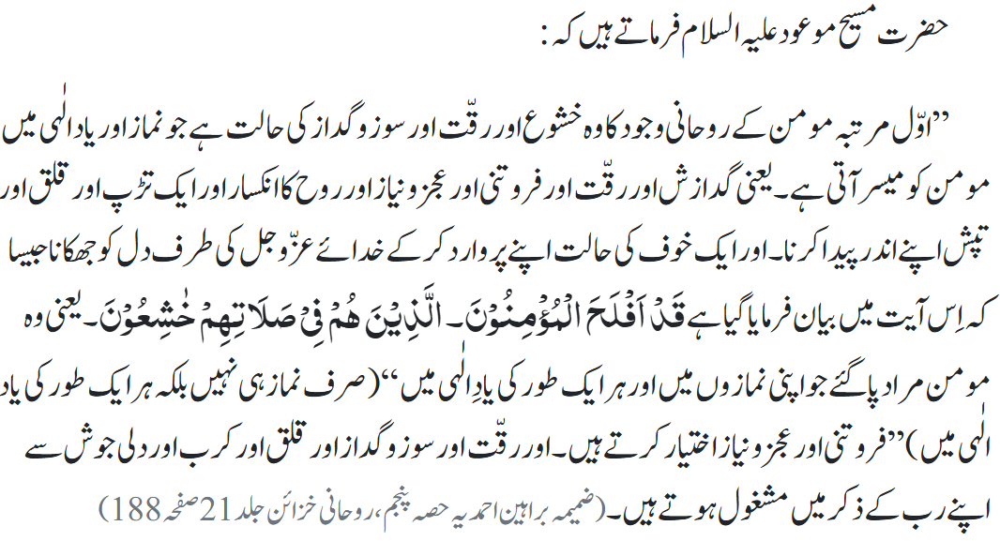 حضرت مسیح موعود علیہ السلام فرماتے ہیں کہ:
’’اوّل مرتبہ مومن کے روحانی وجود کا وہ خشوع اور رقّت اور سوز و گداز کی حالت ہے جو نماز اور یاد الٰہی میں
مومن کو میسر آتی ہے۔ یعنی گدازش اور رقّت اور فروتنی اور عجز و نیاز اور روح کا انکسار اور ایک تڑپ اور قلق اور
تپش اپنے اندر پیدا کرنا۔ اور ایک خوف کی حالت اپنے پر وارد کرکے خدائے عزّوجل کی طرف دل کو جھکانا جیسا
کہ اِس آیت میں بیان فرمایا گیا ہے قَدْ اَفْلَحَ الْمُؤْمِنُوْنَ۔ الَّذِیْنَ ھُمْ فِیْ صَلَاتِھِمْ خٰشِعُوْنَ۔ یعنی وہ
مومن مراد پا گئے جو اپنی نمازوں میں اور ہر ایک طور کی یادِ الٰہی میں‘‘ (صرف نماز ہی نہیں بلکہ ہر ایک طور کی یاد
الٰہی میں) ’’فروتنی اور عجز و نیاز اختیار کرتے ہیں۔ اور رقّت اور سوز و گداز اور قلق اور کرب اور دلی جوش سے
اپنے رب کے ذکر میں مشغول ہوتے ہیں۔ (ضمیمہ براہین احمدیہ حصہ پنجم، روحانی خزائن جلد 21 صفحہ 188)